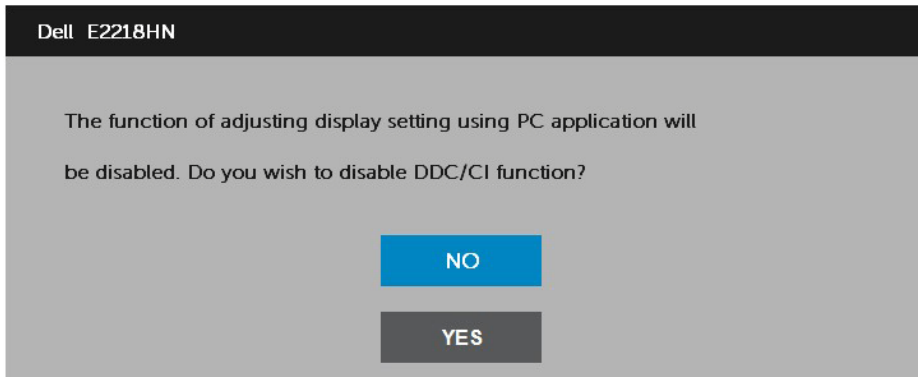 Dell E2218HN
The function of adjusting display setting using PC application will
be disabled. Do you wish to disable DDC/CI function?
NO
YES